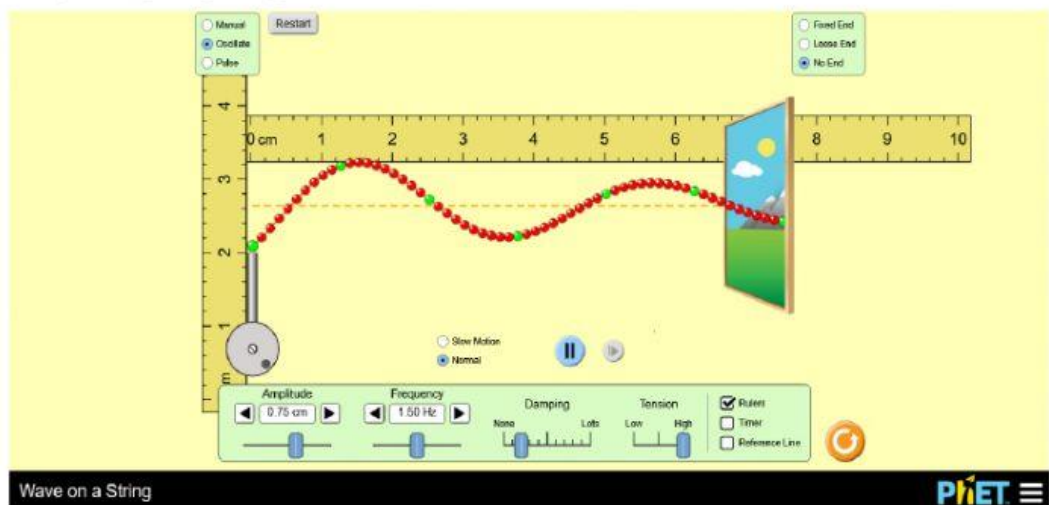 Manual
Restart
Oscillate
Pulse
Fixed End
Loose End
No End
4
3
2
1
0 cm 1 2 3 4 5 6 8 9 10
Slow Motion
Normal
Amplitude
0.75 cm
Frequency
1.50 Hz
Damping
None Lots
Tension
Low High
Rulers
Timer
Reference Line
Wave on a String
PhET